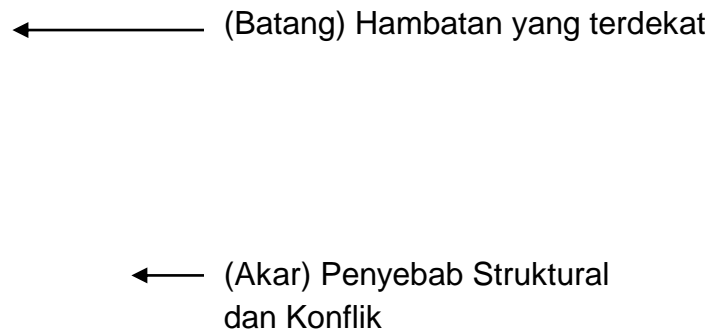 (Batang) Hambatan yang terdekat
(Akar) Penyebab Struktural
dan Konflik